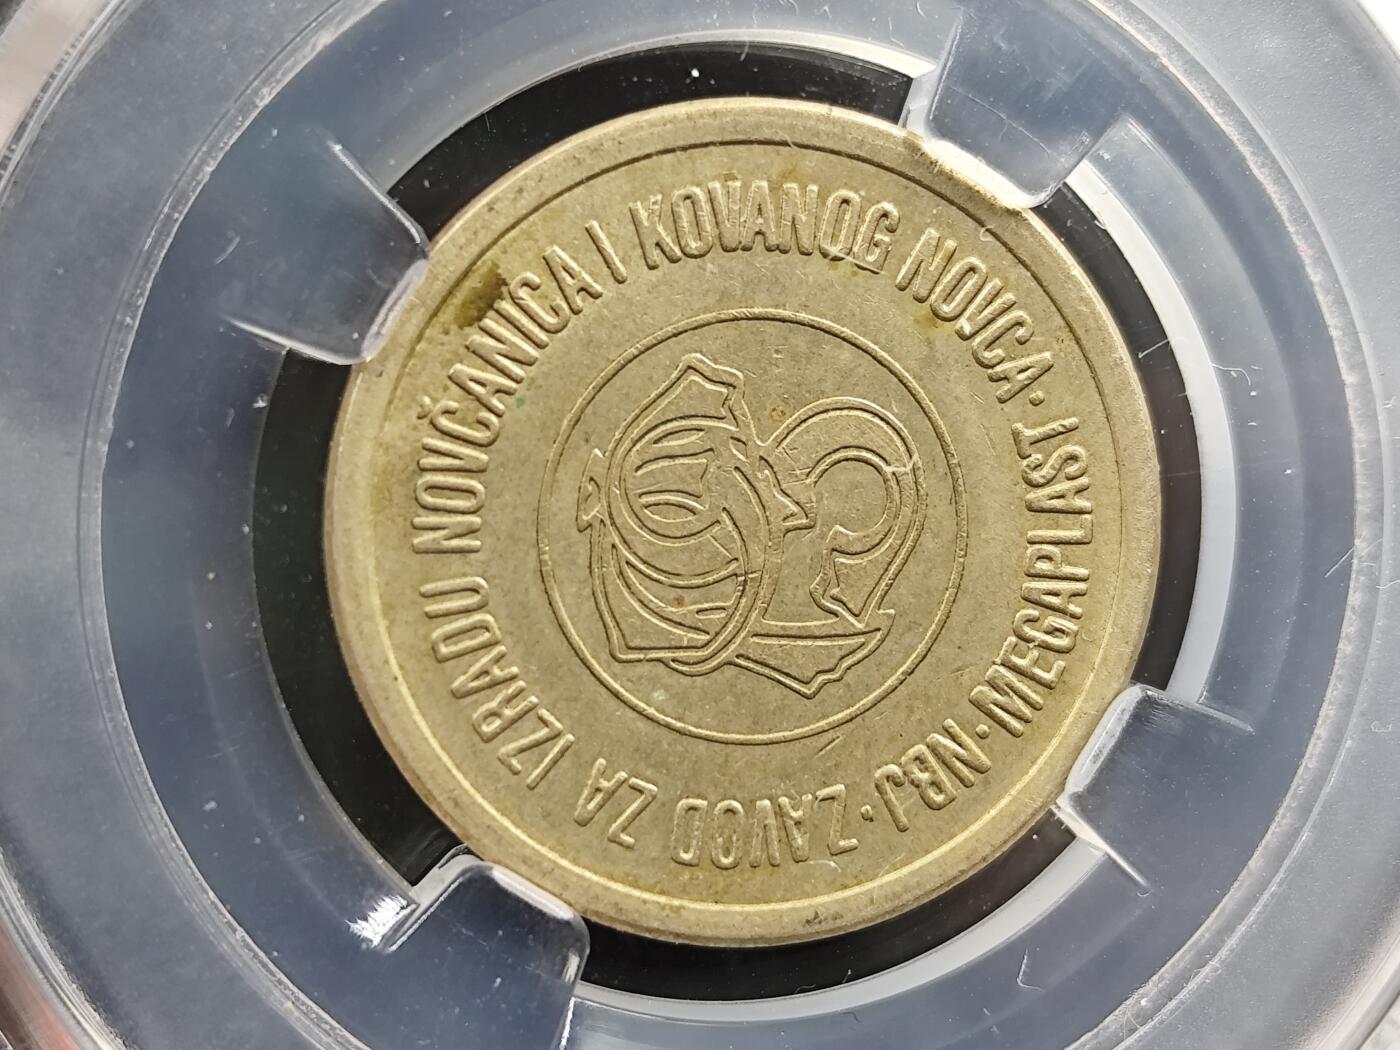 NBJ · ZAVOD ZA IZRADU NOVČANICA I KOVANOG NOVCA · MEGAPLAST ·